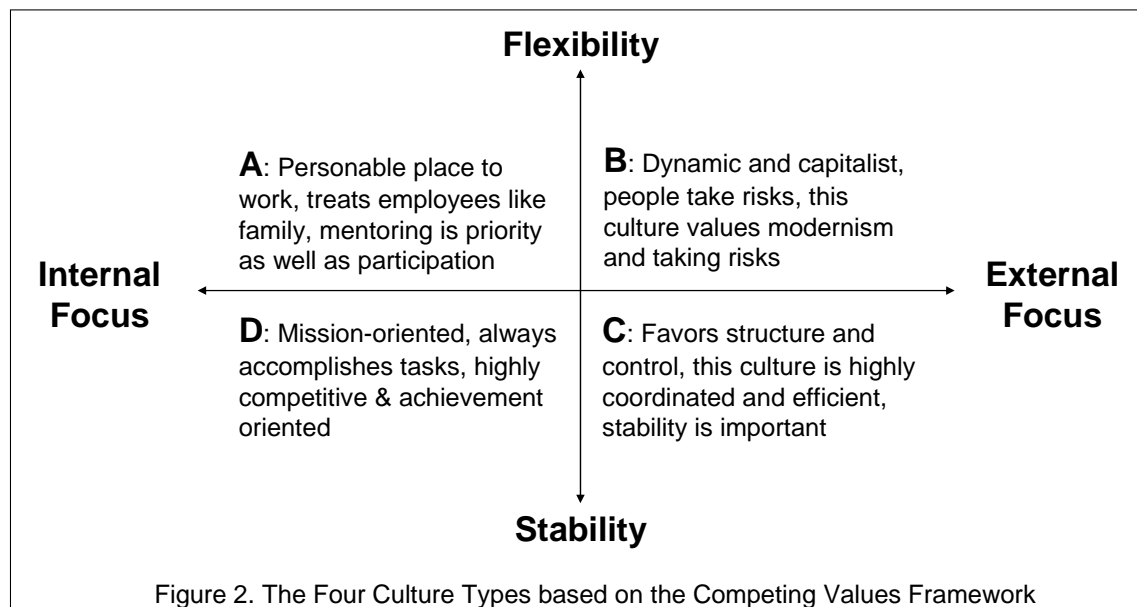 Flexibility
A: Personable place to
work, treats employees like
family, mentoring is priority
as well as participation
B: Dynamic and capitalist,
people take risks, this
culture values modernism
and taking risks
Internal
Focus
External
Focus
D: Mission-oriented, always
accomplishes tasks, highly
competitive & achievement
oriented
C: Favors structure and
control, this culture is highly
coordinated and efficient,
stability is important
Stability
Figure 2. The Four Culture Types based on the Competing Values Framework